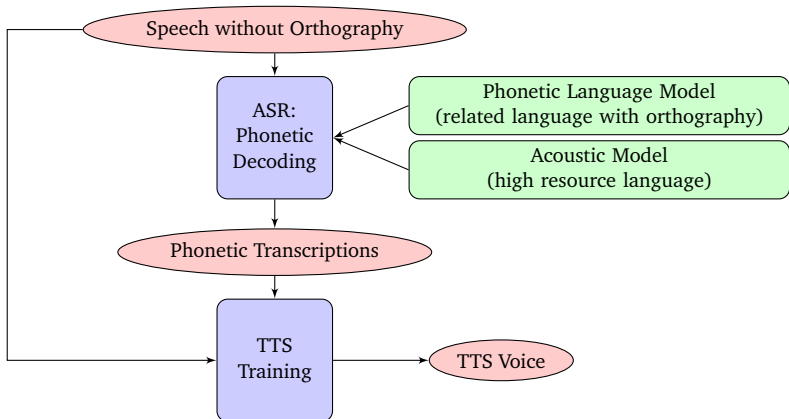 Speech without Orthography
ASR:
Phonetic
Decoding
Phonetic Language Model
(related language with orthography)
Acoustic Model
(high resource language)
Phonetic Transcriptions
TTS
Training
TTS Voice